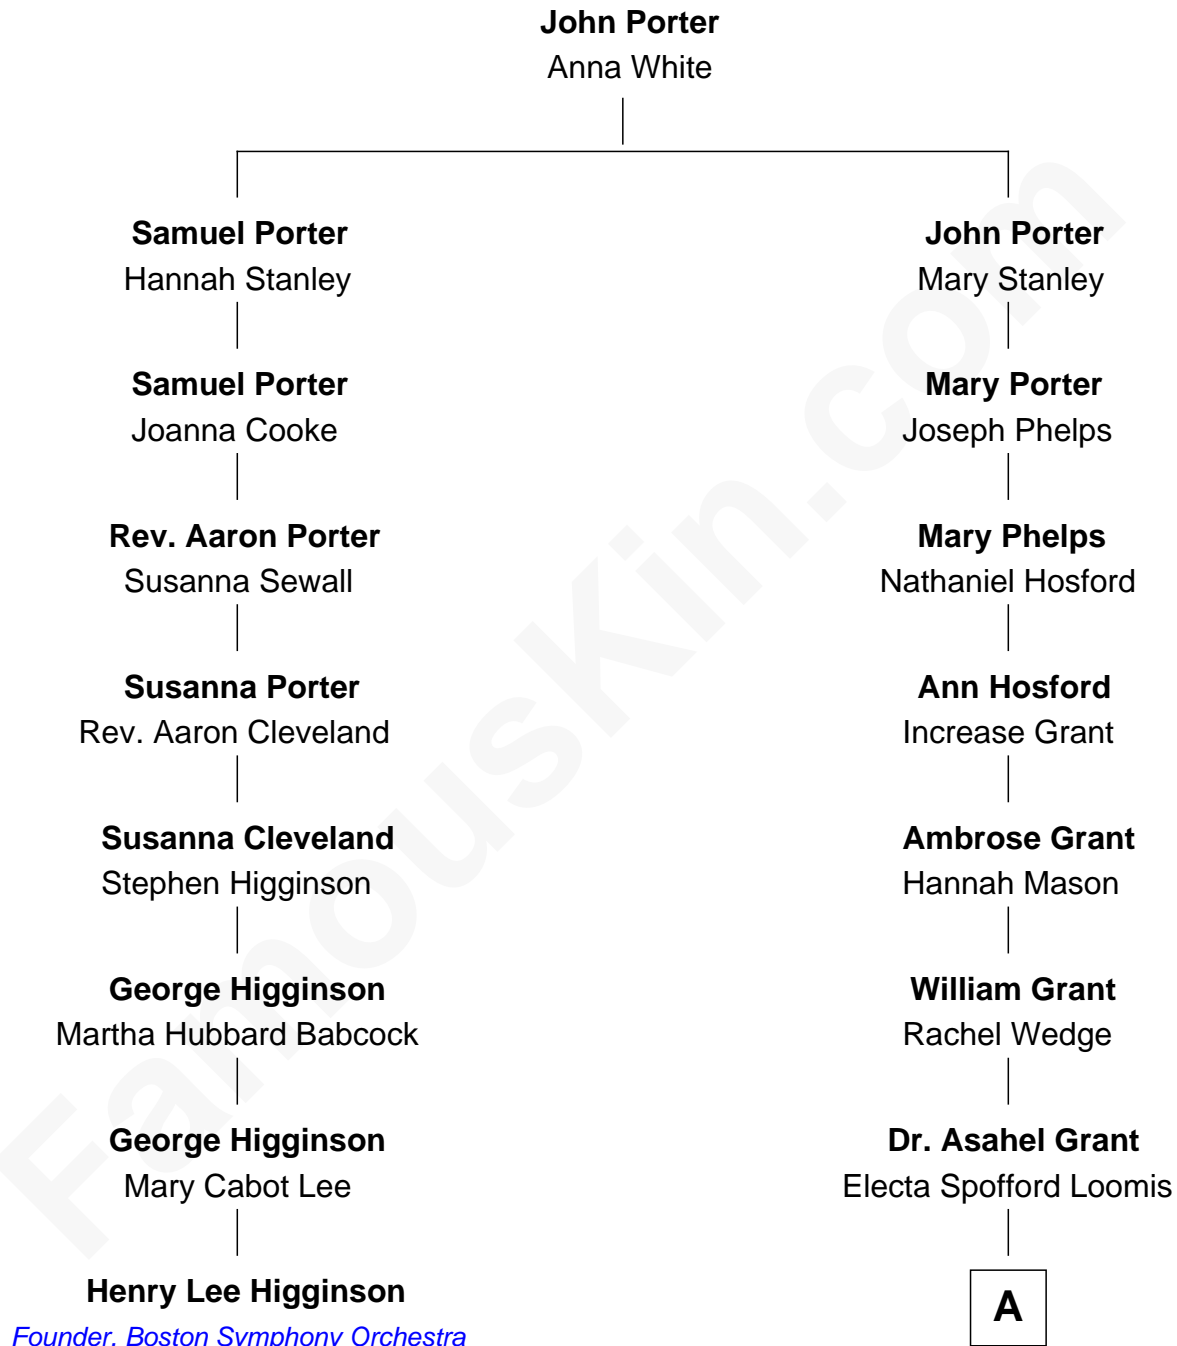 John Porter
Anna White
Samuel Porter
Hannah Stanley
John Porter
Mary Stanley
Samuel Porter
Joanna Cooke
Mary Porter
Joseph Phelps
Rev. Aaron Porter
Susanna Sewall
Mary Phelps
Nathaniel Hosford
Susanna Porter
Rev. Aaron Cleveland
Ann Hosford
Increase Grant
Susanna Cleveland
Stephen Higginson
Ambrose Grant
Hannah Mason
George Higginson
Martha Hubbard Babcock
William Grant
Rachel Wedge
George Higginson
Mary Cabot Lee
Dr. Asahel Grant
Electa Spofford Loomis
Henry Lee Higginson
Founder, Boston Symphony Orchestra
A
FamousKin.com